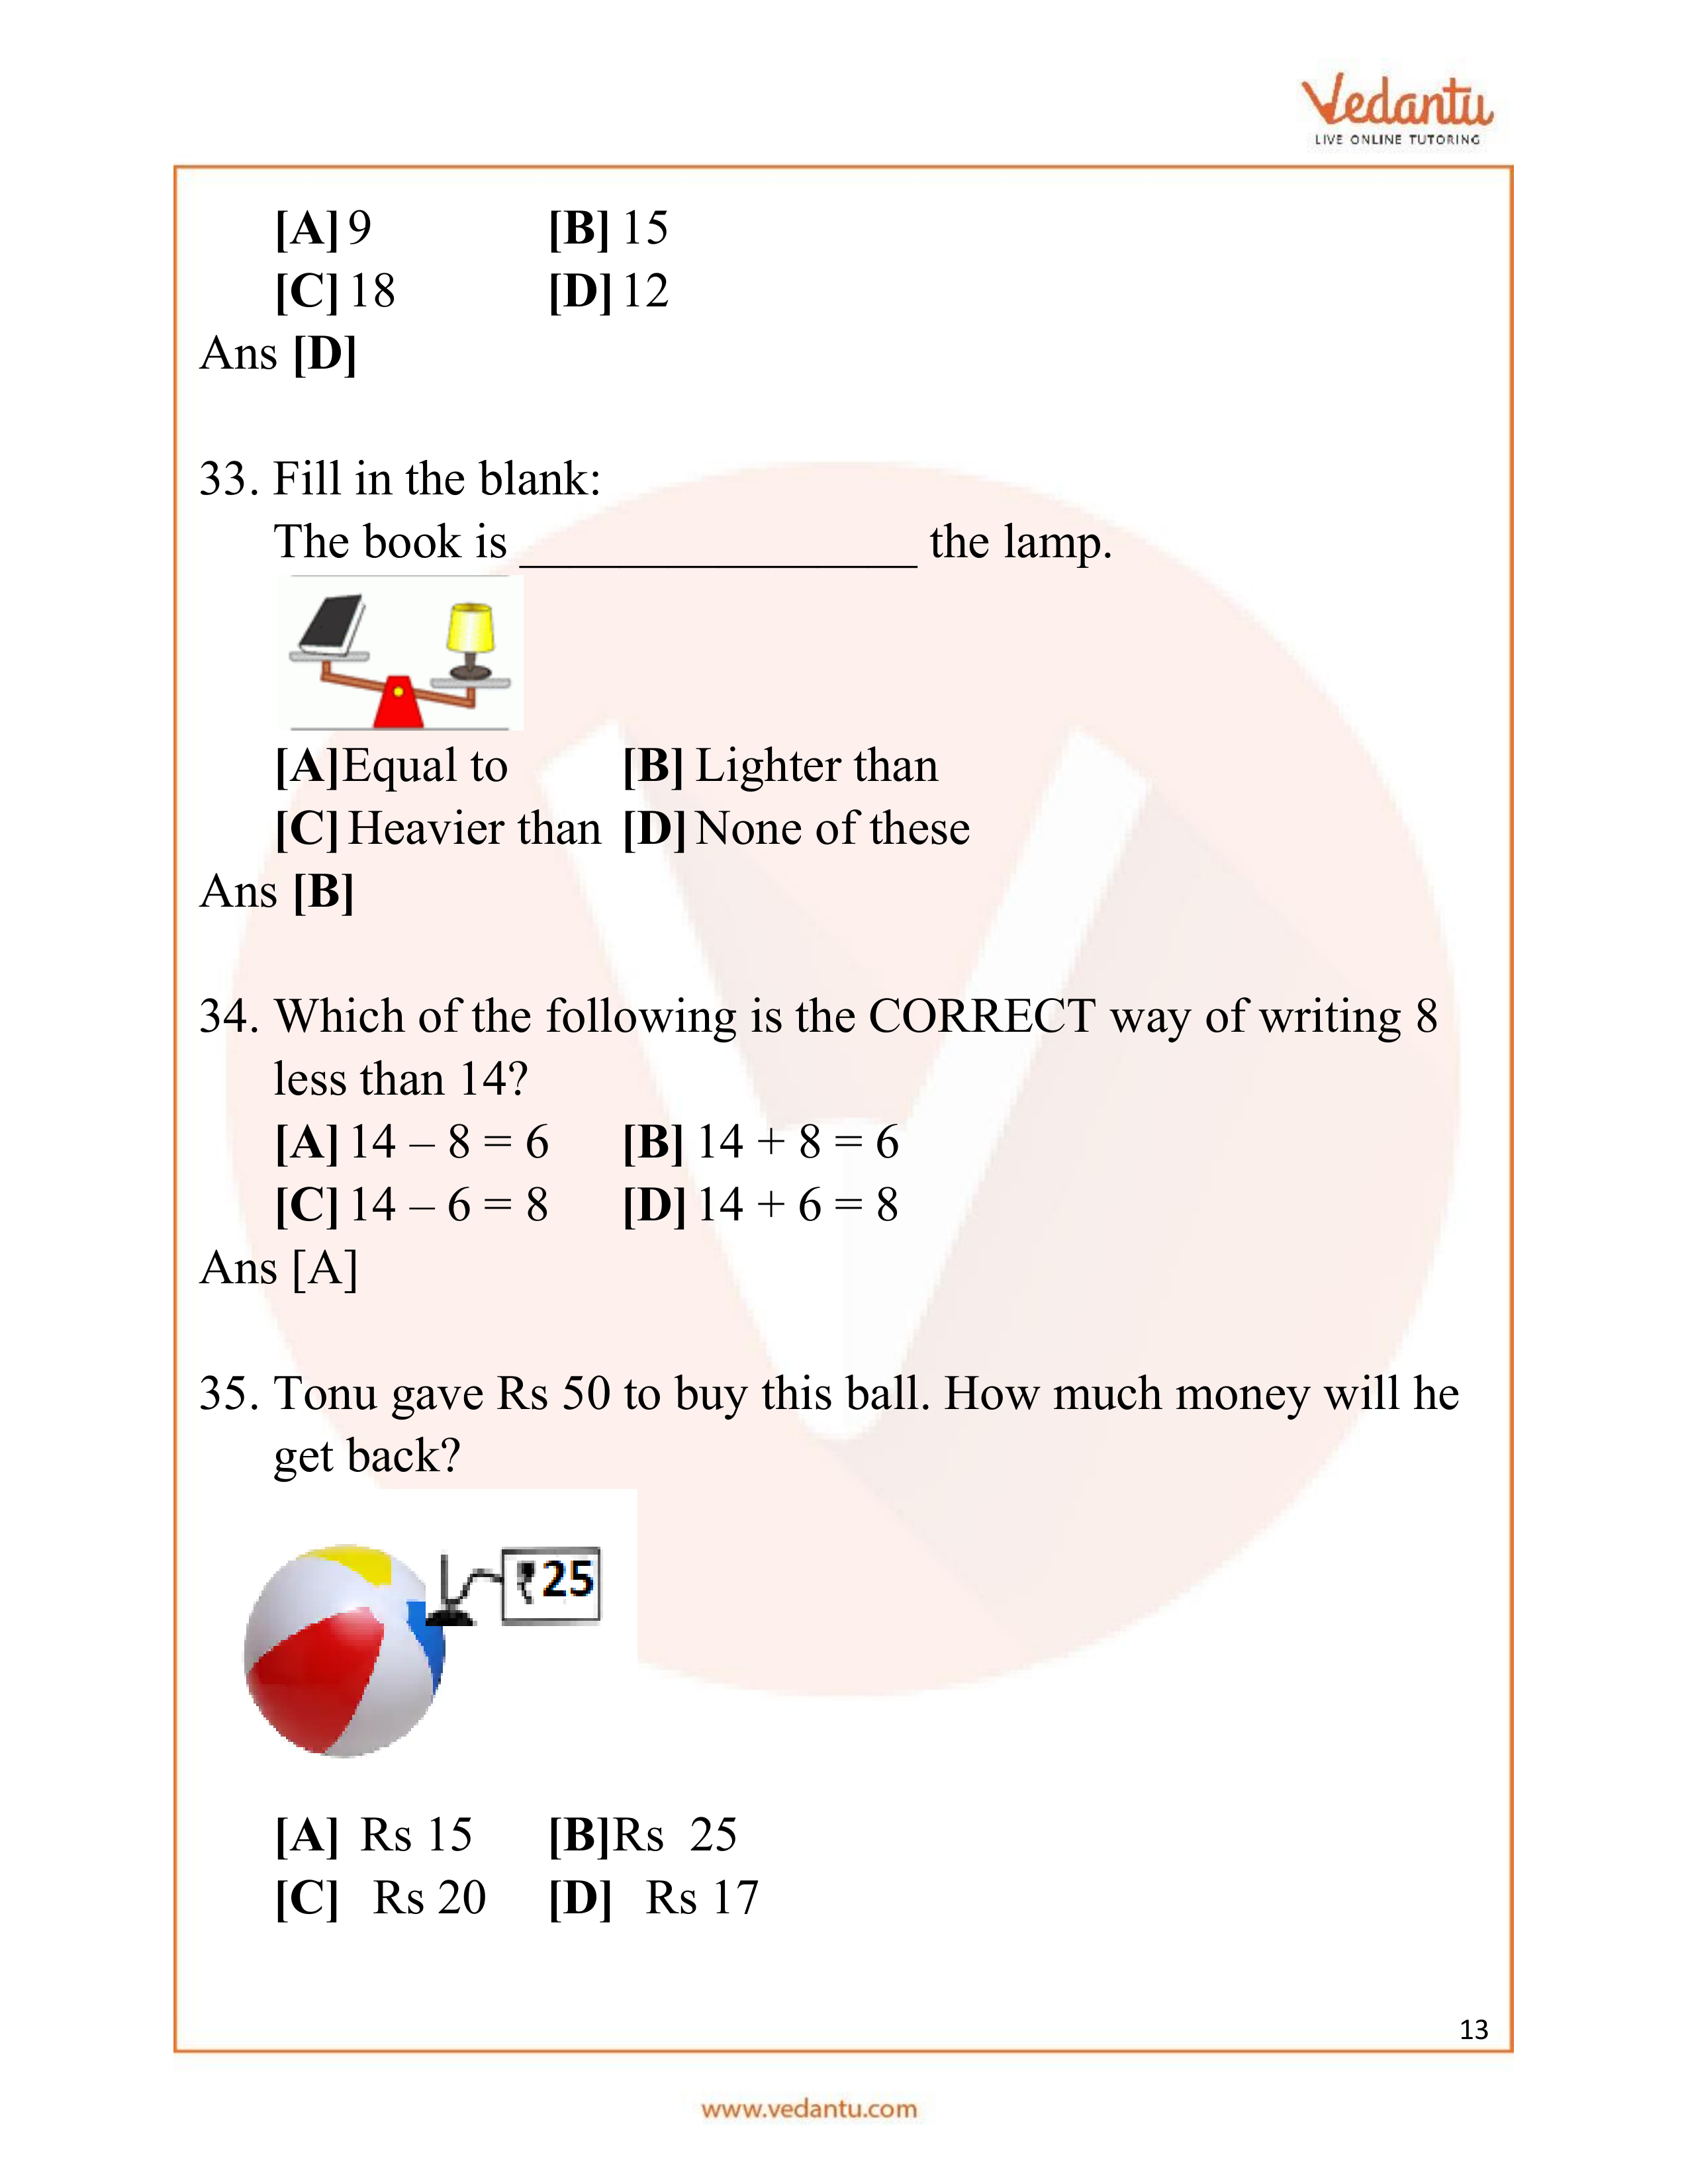 Vedantu
LIVE ONLINE TUTORING
[A] 9 [B] 15
[C] 18 [D] 12
Ans [D]
33. Fill in the blank:
The book is ________________ the lamp.
[A]Equal to [B] Lighter than
[C] Heavier than [D] None of these
Ans [B]
34. Which of the following is the CORRECT way of writing 8
less than 14?
[A] 14 – 8 = 6 [B] 14 + 8 = 6
[C] 14 – 6 = 8 [D] 14 + 6 = 8
Ans [A]
35. Tonu gave Rs 50 to buy this ball. How much money will he
get back?
₹25
[A] Rs 15 [B]Rs 25
[C] Rs 20 [D] Rs 17
13
www.vedantu.com